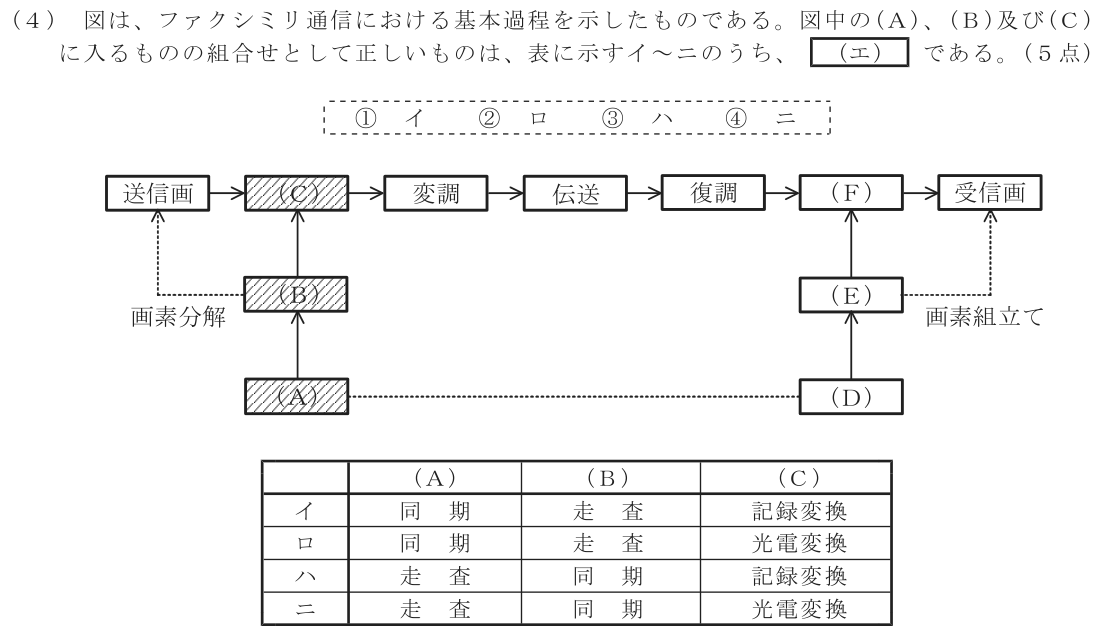 (4) 図は、ファクシミリ通信における基本過程を示したものである。図中の(A)、(B)及び(C)
に入るものの組合せとして正しいものは、表に示すイ～ニのうち、 (エ) である。(5点)
① イ ② ロ ③ ハ ④ ニ
送信画 (C) 変調 伝送 復調 (F) 受信画
(B) (E)
画素分解 画素組立て
(A) (D)
(A) (B) (C)
イ 同 期 走 査 記録変換
ロ 同 期 走 査 光電変換
ハ 走 査 同 期 記録変換
ニ 走 査 同 期 光電変換